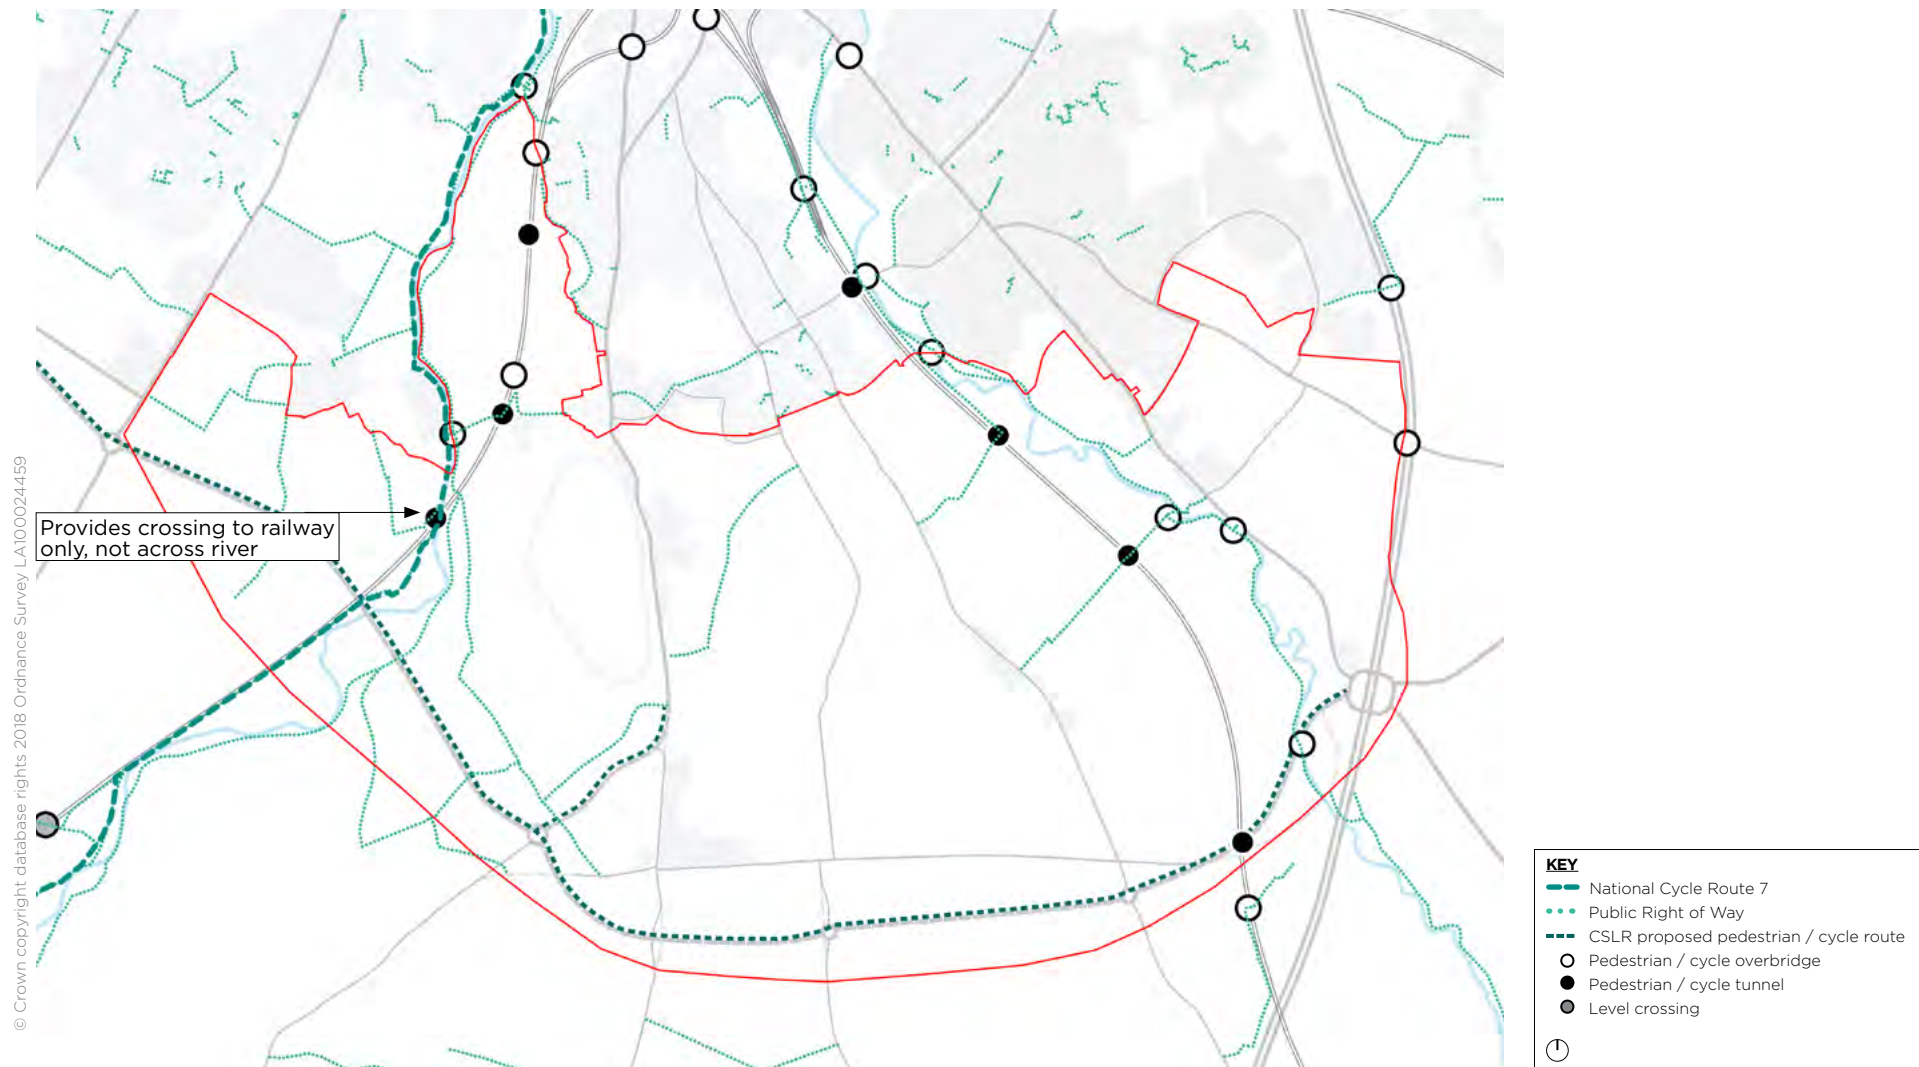 © Crown copyright database rights 2018 Ordnance Survey LA100024459
Provides crossing to railway
only, not across river
KEY
National Cycle Route 7
Public Right of Way
CSLR proposed pedestrian / cycle route
Pedestrian / cycle overbridge
Pedestrian / cycle tunnel
Level crossing